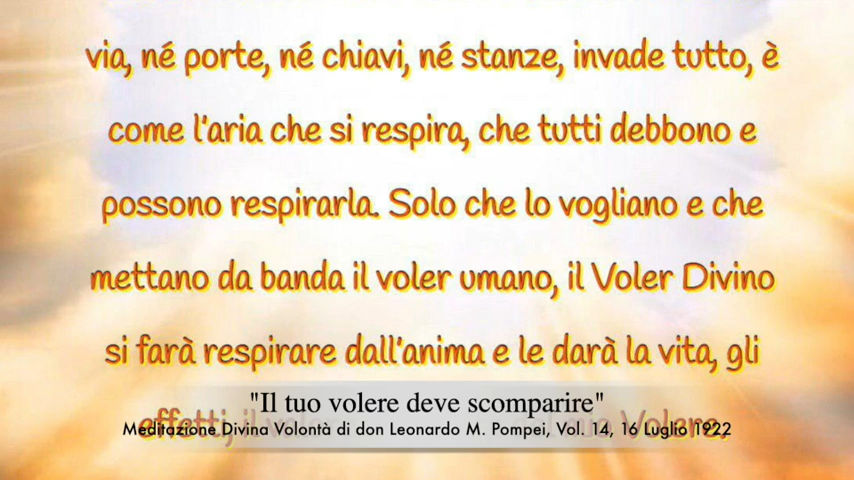 via, né porte, né chiavi, né stanze, invade tutto, è
come l'aria che si respira, che tutti debbono e
possono respirarla. Solo che lo vogliano e che
mettano da banda il voler umano, il Voler Divino
si farà respirare dall'anima e le darà la vita, gli
"Il tuo volere deve scomparire"
effetti, il Volere,
Meditazione Divina Volontà di don Leonardo M. Pompei, Vol. 14, 16 Luglio 1922